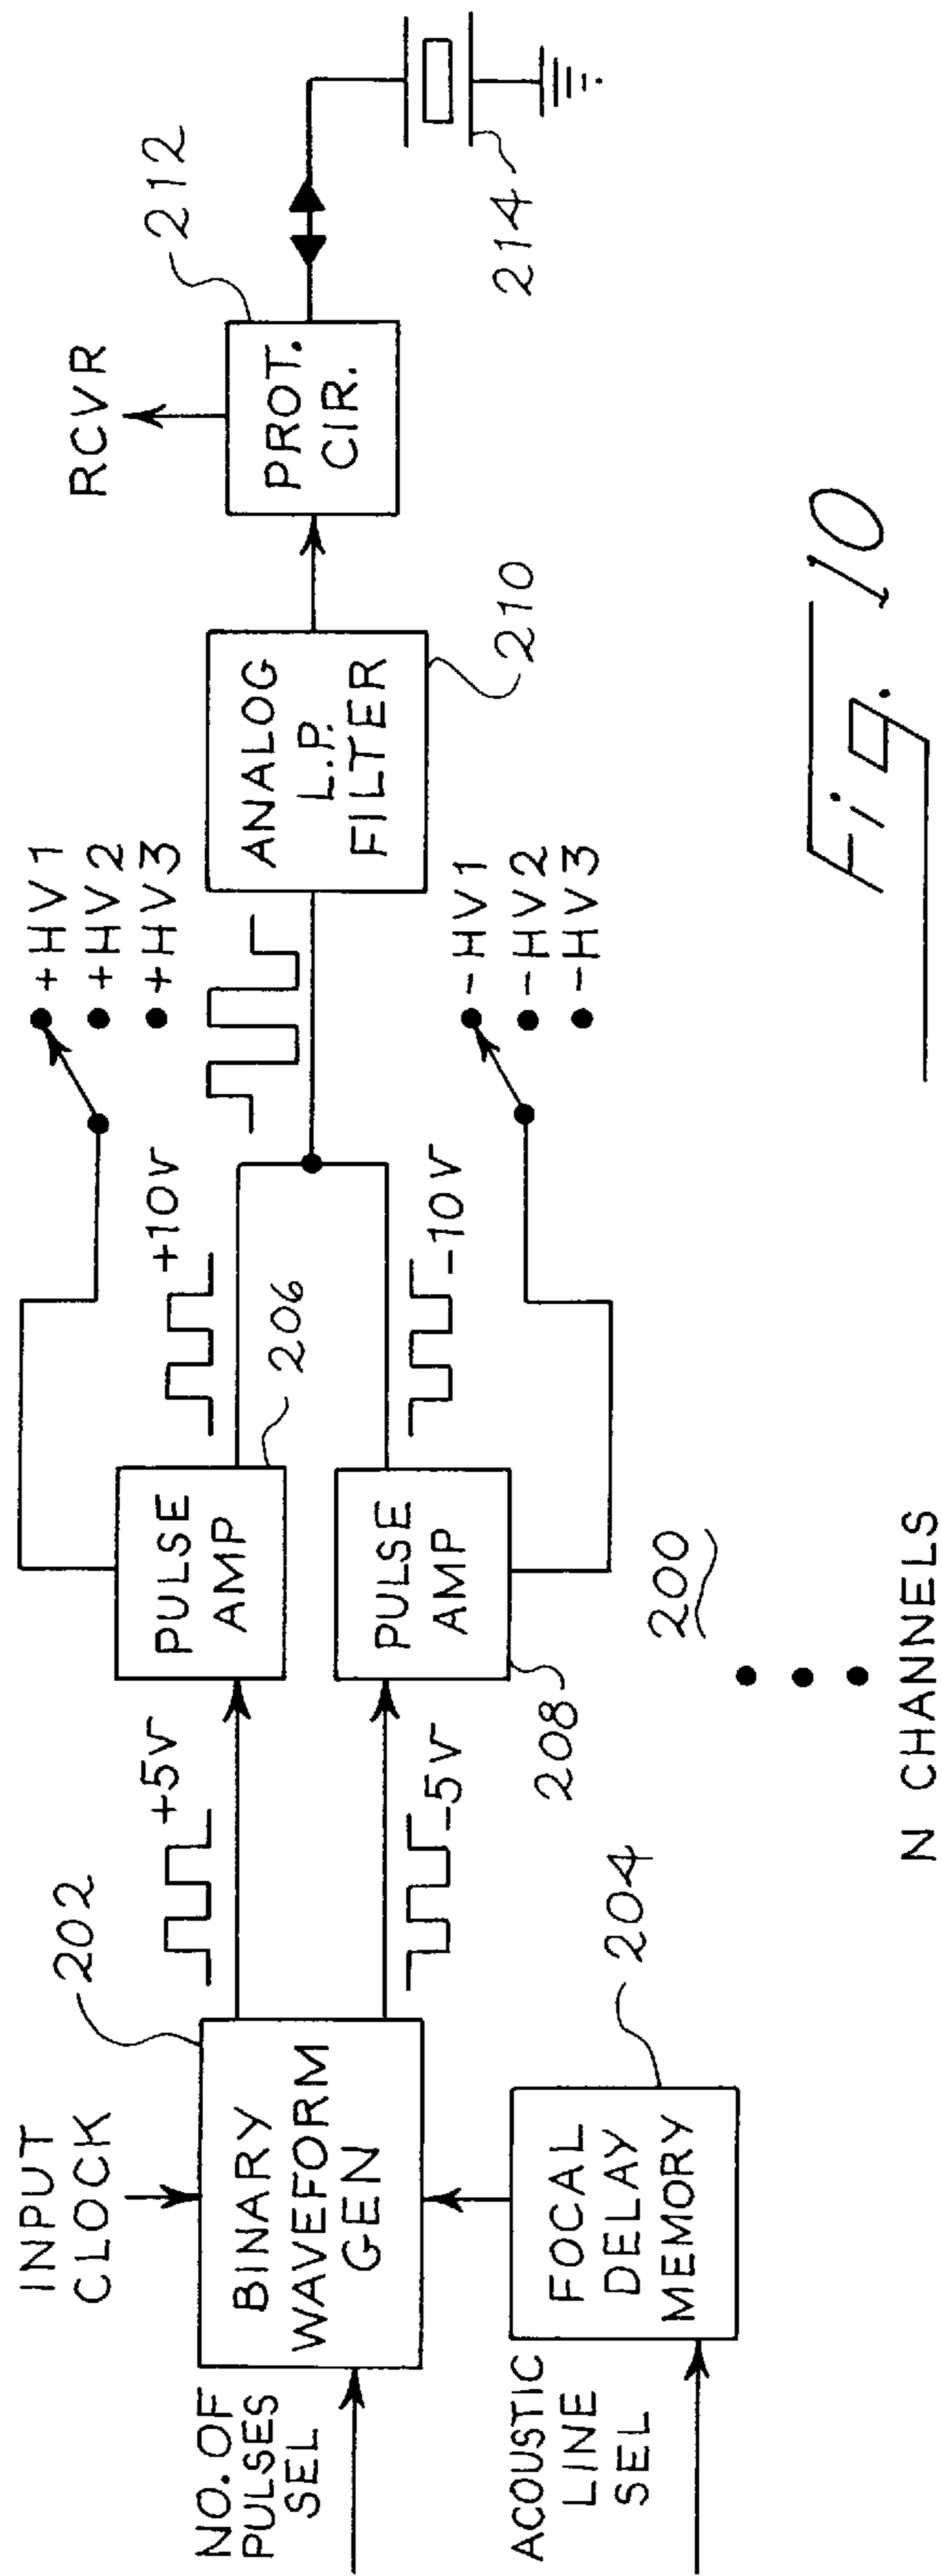 INPUT
CLOCK
202
NO. OF
PULSES
SEL
BINARY
WAVEFORM
GEN
ACOUSTIC
LINE
SEL
FOCAL
DELAY
MEMORY
204
+5V
-5V
PULSE
AMP
206
PULSE
AMP
208
+10V
-10V
+HV1
+HV2
+HV3
-HV1
-HV2
-HV3
ANALOG
L.P.
FILTER
210
RCVR
PROT.
CIR.
212
214
200
N CHANNELS
Fig. 10